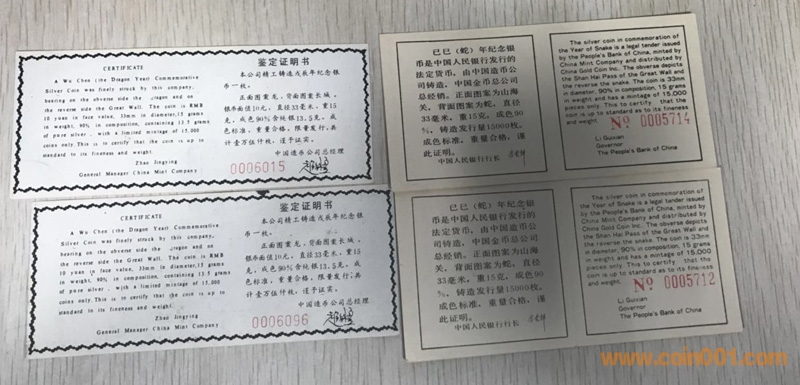 CERTIFICATE
A Wu Chen (the Dragon Year) Commemorative
Silver Coin was finely struck by this company,
bearing on the obverse side the dragon and on
the reverse side the Great Wall. The coin is RMB
10 yuan in face value, 33mm in diameter,15 grams
in weight, 90% in composition, containing 13.5 grams
of pure silver, with a limited mintage of 15,000
coins only.This is to certify that the coin is up to
standard as to its fineness and weight.
Zhao Jingying
General Manager China Mint Company
鉴定证明书
本公司精工铸造戊辰年纪念银
币一枚。
正面图案龙,背面图案长城,
银币面值10元,直径33毫米,重15
克,成色90%含纯银13.5克,成
色标准,重量合格,限量发行,共
计壹万伍仟枚,谨予证实。
中国造币公司总经理
0006015
己巳(蛇)年纪念银
币是中国人民银行发行的
法定货币,由中国造币公
司铸造,中国金币总公司
总经销。正面图案为山海
关,背面图案为蛇,直径
33毫米,重15克,成色90
%,铸造发行量15000枚,
成色标准,重量合格,谨
此证明。
中国人民银行行长
The silver coin in commemoration of
the Year of Snake is a legal tender issued
by the People's Bank of China, minted by
China Mint Company and distributed by
China Gold Coin Inc. The obverse depicts
the Shan Hai Pass of the Great Wall and
the reverse the snake. The coin is 33mm
in diameter, 90% in composition, 15 grams
in weight and has a mintage of 15,000
pieces only. This to certify that the
coin is up to standard as to its fineness
and weight.
Nº 0005714
Li Guixian
Governor
The People's Bank of China
CERTIFICATE
A Wu Chen (the Dragon Year) Commemorative
Silver Coin was finely struck by this company,
bearing on the obverse side the dragon and on
the reverse side the Great Wall. The coin is RMB
10 yuan in face value, 33mm in diameter,15 grams
in weight, 90% in composition, containing 13.5 grams
of pure silver, with a limited mintage of 15,000
coins only.This is to certify that the coin is up to
standard as to its fineness and weight.
Zhao Jingying
General Manager China Mint Company
鉴定证明书
本公司精工铸造戊辰年纪念银
币一枚。
正面图案龙,背面图案长城,
银币面值10元,直径33毫米,重15
克,成色90%含纯银13.5克,成
色标准,重量合格,限量发行,共
计壹万伍仟枚,谨予证实。
中国造币公司总经理
0006096
己巳(蛇)年纪念银
币是中国人民银行发行的
法定货币,由中国造币公
司铸造,中国金币总公司
总经销。正面图案为山海
关,背面图案为蛇,直径
33毫米,重15克,成色90
%,铸造发行量15000枚,
成色标准,重量合格,谨
此证明。
中国人民银行行长
The silver coin in commemoration of
the Year of Snake is a legal tender issued
by the People's Bank of China, minted by
China Mint Company and distributed by
China Gold Coin Inc. The obverse depicts
the Shan Hai Pass of the Great Wall and
the reverse the snake. The coin is 33mm
in diameter, 90% in composition, 15 grams
in weight and has a mintage of 15,000
pieces only. This to certify that the
coin is up to standard as to its fineness
and weight.
Nº 0005712
Li Guixian
Governor
The People's Bank of China
www.coin001.com